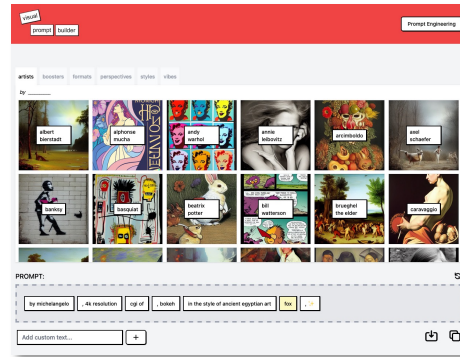 visual
prompt builder
Prompt Engineering
artists boosters formats perspectives styles vibes
by
albert
bierstadt
alphonse
mucha
andy
warhol
annie
leibovitz
arcimboldo
axel
schaefer
banksy
basquiat
beatrix
potter
bill
watterson
brueghel
the elder
caravaggio
PROMPT:
by michelangelo , 4k resolution cgi of , bokeh in the style of ancient egyptian art fox ,
Add custom text... +